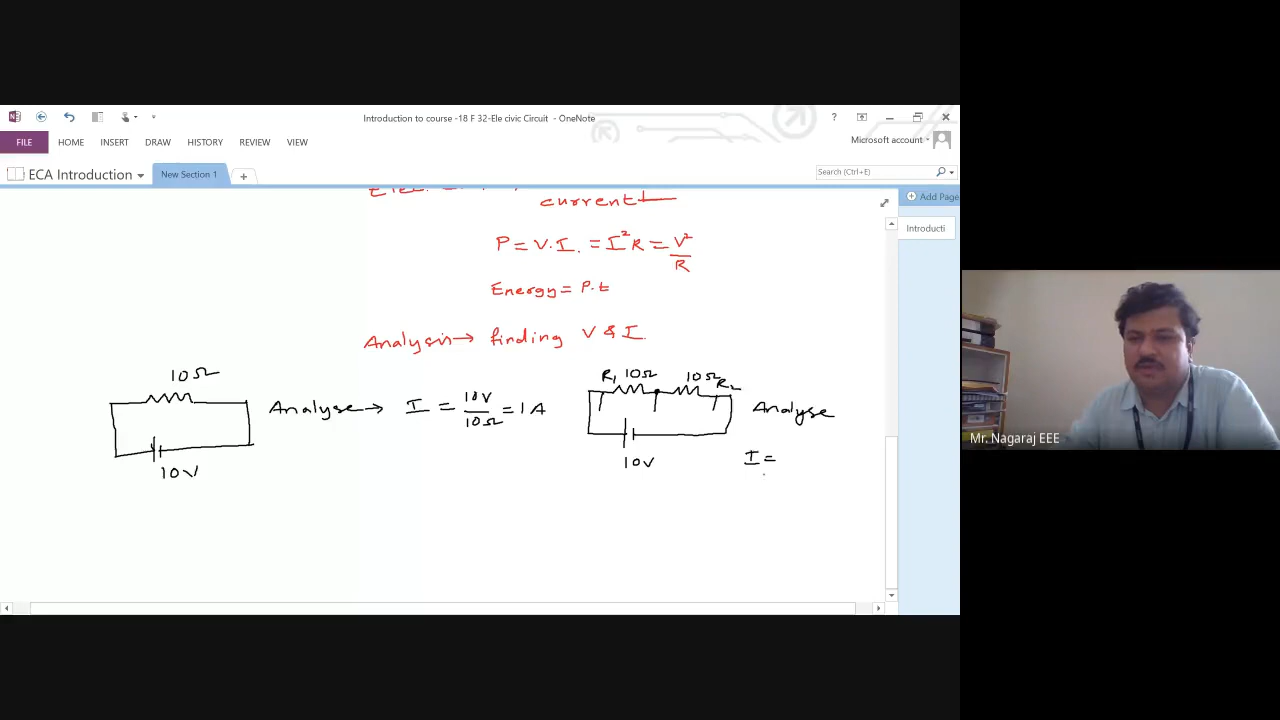 Introduction to course -18 F 32-Ele civic Circuit - OneNote
FILE HOME INSERT DRAW HISTORY REVIEW VIEW
Microsoft account
ECA Introduction
New Section 1
Search (Ctrl+E)
Add Page
Introducti
current
P = V.I. = I²R = V²/R
Energy = P.t
Analysis → finding V & I.
10Ω
10V
Analyse → I = 10V/10Ω = 1 A
R1 10Ω 10Ω R2
10V
Analyse
I =
Mr. Nagaraj EEE